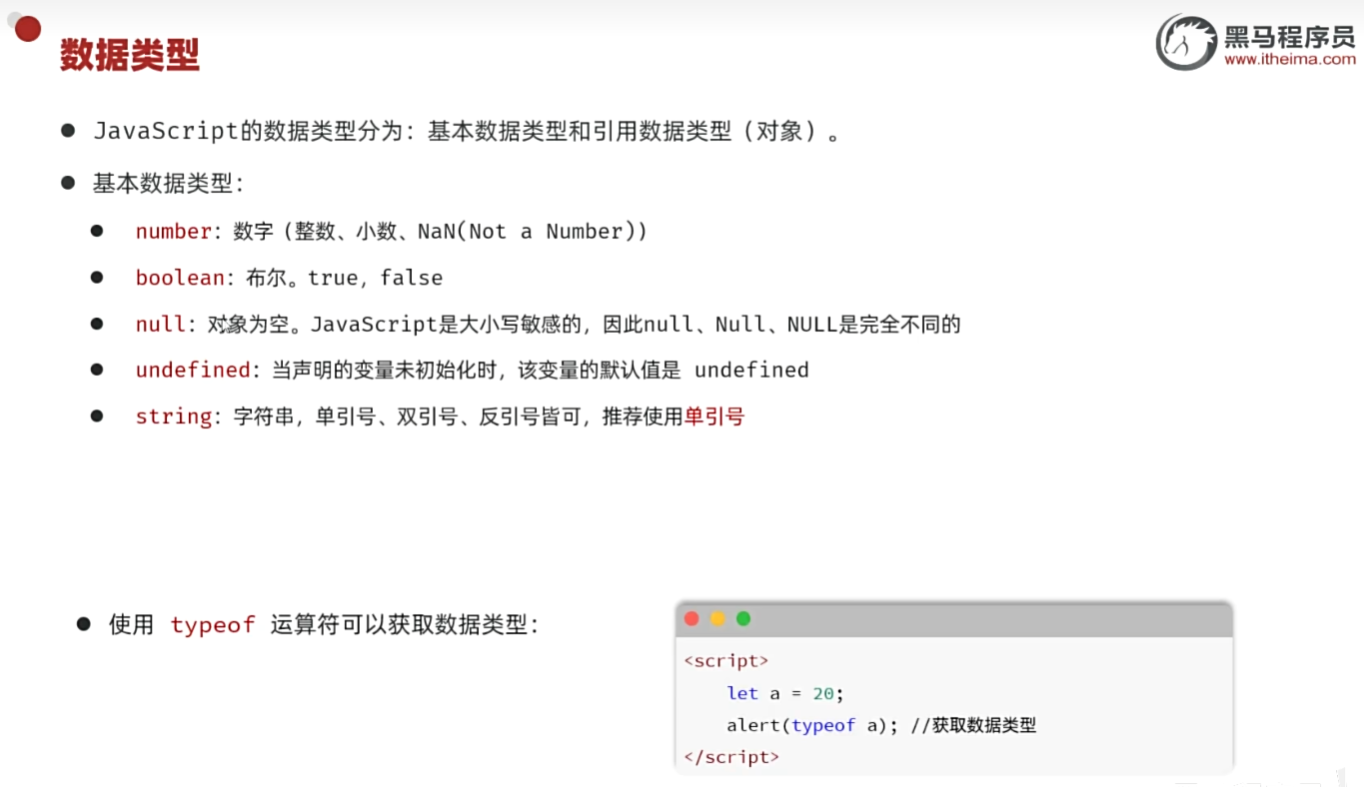 数据类型
黑马程序员
www.itheima.com
JavaScript的数据类型分为：基本数据类型和引用数据类型（对象）。
基本数据类型：
number：数字（整数、小数、NaN(Not a Number)）
boolean：布尔。true，false
null：对象为空。JavaScript是大小写敏感的，因此null、Null、NULL是完全不同的
undefined：当声明的变量未初始化时，该变量的默认值是 undefined
string：字符串，单引号、双引号、反引号皆可，推荐使用单引号
使用 typeof 运算符可以获取数据类型：
<script>
let a = 20;
alert(typeof a); //获取数据类型
</script>